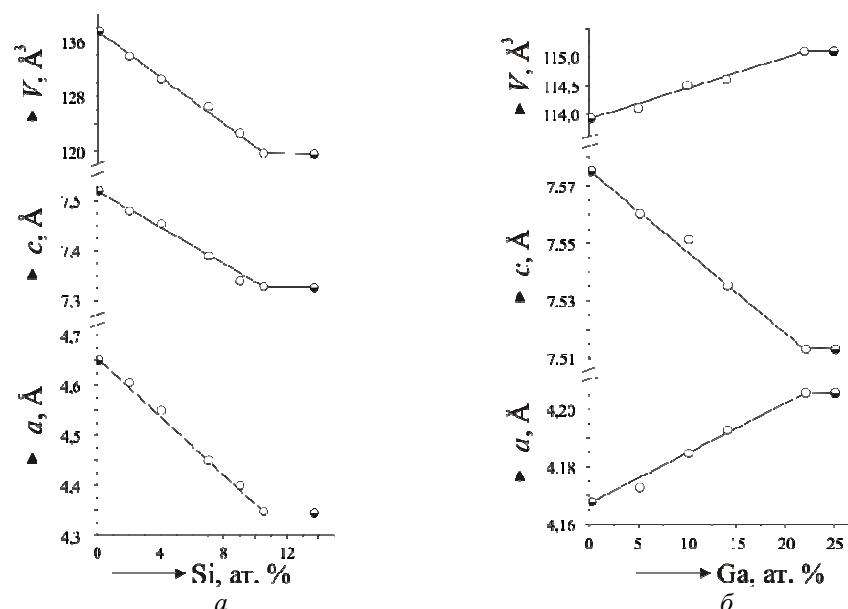 V, Å³
136
128
120
c, Å
7,5
7,4
7,3
a, Å
4,7
4,6
4,5
4,4
4,3
0 4 8 12
Si, ат. %
а
V, Å³
115,0
114,5
114,0
c, Å
7,57
7,55
7,53
7,51
a, Å
4,20
4,18
4,16
0 5 10 15 20 25
Ga, ат. %
б